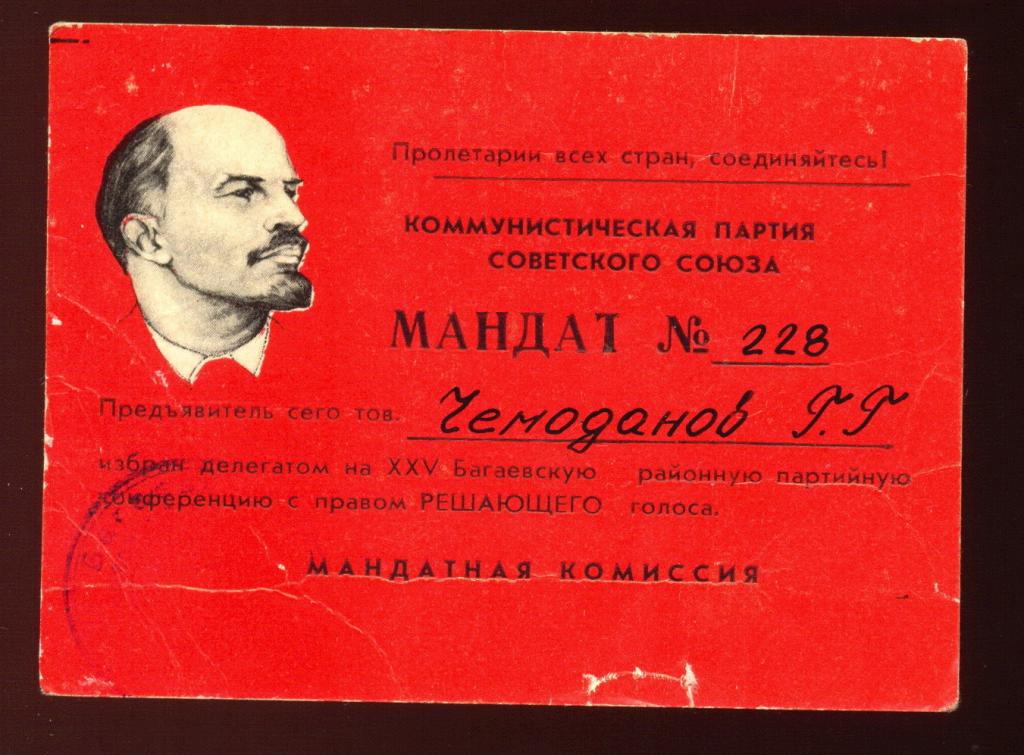 Пролетарии всех стран, соединяйтесь!
КОММУНИСТИЧЕСКАЯ ПАРТИЯ
СОВЕТСКОГО СОЮЗА
МАНДАТ № 228
Предъявитель сего тов. Чемоданов Г.Г
избран делегатом на XXV Багаевскую районную партийную
конференцию с правом РЕШАЮЩЕГО голоса.
МАНДАТНАЯ КОМИССИЯ